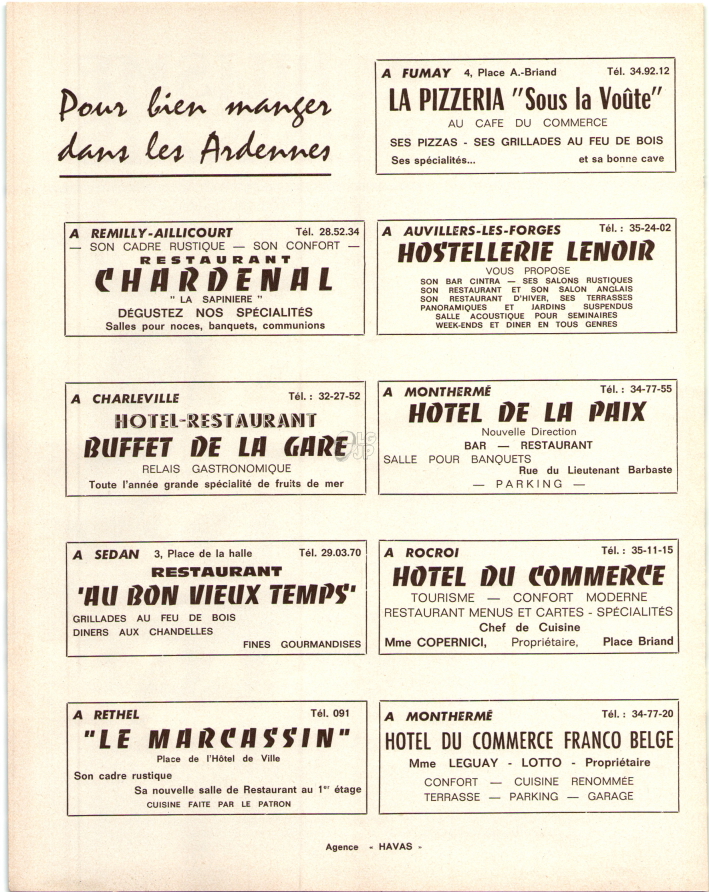 Pour bien manger
dans les Ardennes
A FUMAY 4, Place A.-Briand Tél. 34.92.12
LA PIZZERIA "Sous la Voûte"
AU CAFE DU COMMERCE
SES PIZZAS - SES GRILLADES AU FEU DE BOIS
Ses spécialités... et sa bonne cave
A REMILLY-AILLICOURT Tél. 28.52.34
— SON CADRE RUSTIQUE — SON CONFORT —
RESTAURANT
CHARDENAL
" LA SAPINIERE "
DÉGUSTEZ NOS SPÉCIALITÉS
Salles pour noces, banquets, communions
A AUVILLERS-LES-FORGES Tél. : 35-24-02
HOSTELLERIE LENOIR
VOUS PROPOSE
SON BAR CINTRA — SES SALONS RUSTIQUES
SON RESTAURANT ET SON SALON ANGLAIS
SON RESTAURANT D'HIVER, SES TERRASSES
PANORAMIQUES ET JARDINS SUSPENDUS
SALLE ACOUSTIQUE POUR SEMINAIRES
WEEK-ENDS ET DINER EN TOUS GENRES
A CHARLEVILLE Tél. : 32-27-52
HOTEL-RESTAURANT
BUFFET DE LA GARE
RELAIS GASTRONOMIQUE
Toute l'année grande spécialité de fruits de mer
A MONTHERMÉ Tél. : 34-77-55
HOTEL DE LA PAIX
Nouvelle Direction
BAR — RESTAURANT
SALLE POUR BANQUETS
Rue du Lieutenant Barbaste
— PARKING —
A SEDAN 3, Place de la halle Tél. 29.03.70
RESTAURANT
'AU BON VIEUX TEMPS'
GRILLADES AU FEU DE BOIS
DINERS AUX CHANDELLES
FINES GOURMANDISES
A ROCROI Tél. : 35-11-15
HOTEL DU COMMERCE
TOURISME — CONFORT MODERNE
RESTAURANT MENUS ET CARTES - SPÉCIALITÉS
Chef de Cuisine
Mme COPERNICI, Propriétaire, Place Briand
A RETHEL Tél. 091
"LE MARCASSIN"
Place de l'Hôtel de Ville
Son cadre rustique
Sa nouvelle salle de Restaurant au 1er étage
CUISINE FAITE PAR LE PATRON
A MONTHERMÉ Tél. : 34-77-20
HOTEL DU COMMERCE FRANCO BELGE
Mme LEGUAY - LOTTO - Propriétaire
CONFORT — CUISINE RENOMMÉE
TERRASSE — PARKING — GARAGE
Agence « HAVAS »